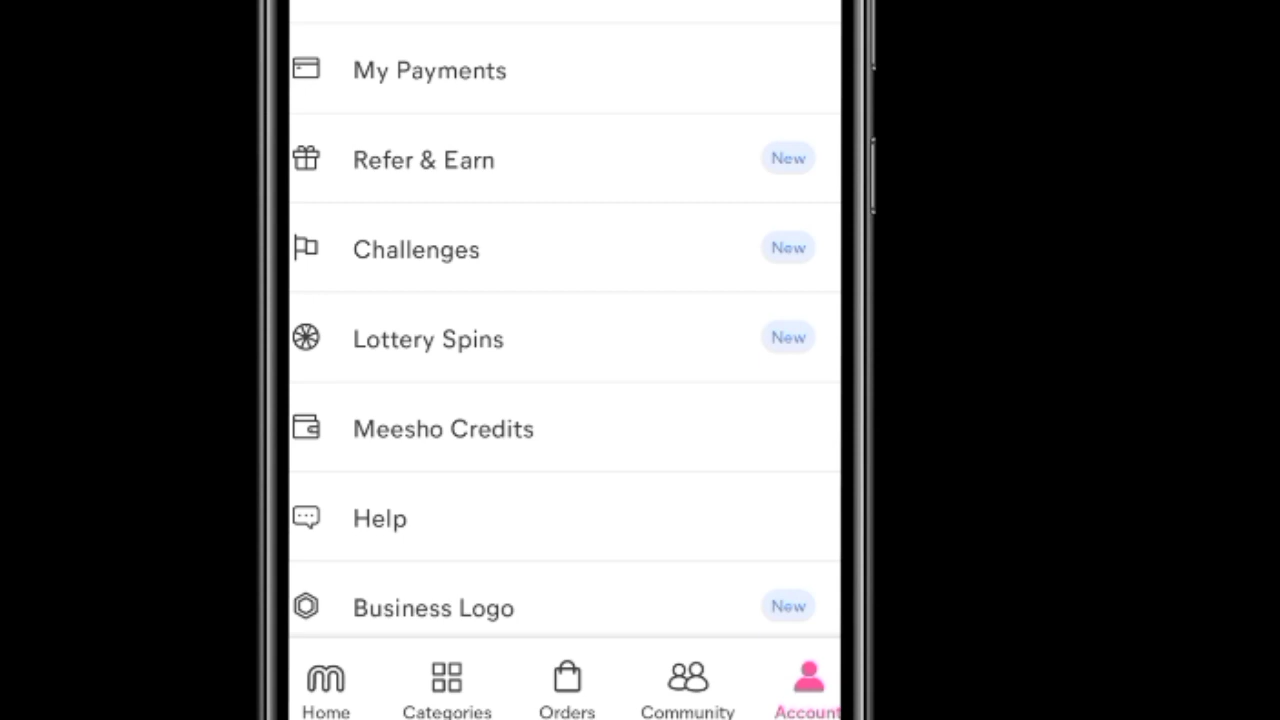 My Payments
Refer & Earn New
Challenges New
Lottery Spins New
Meesho Credits
Help
Business Logo New
Home Categories Orders Community Account